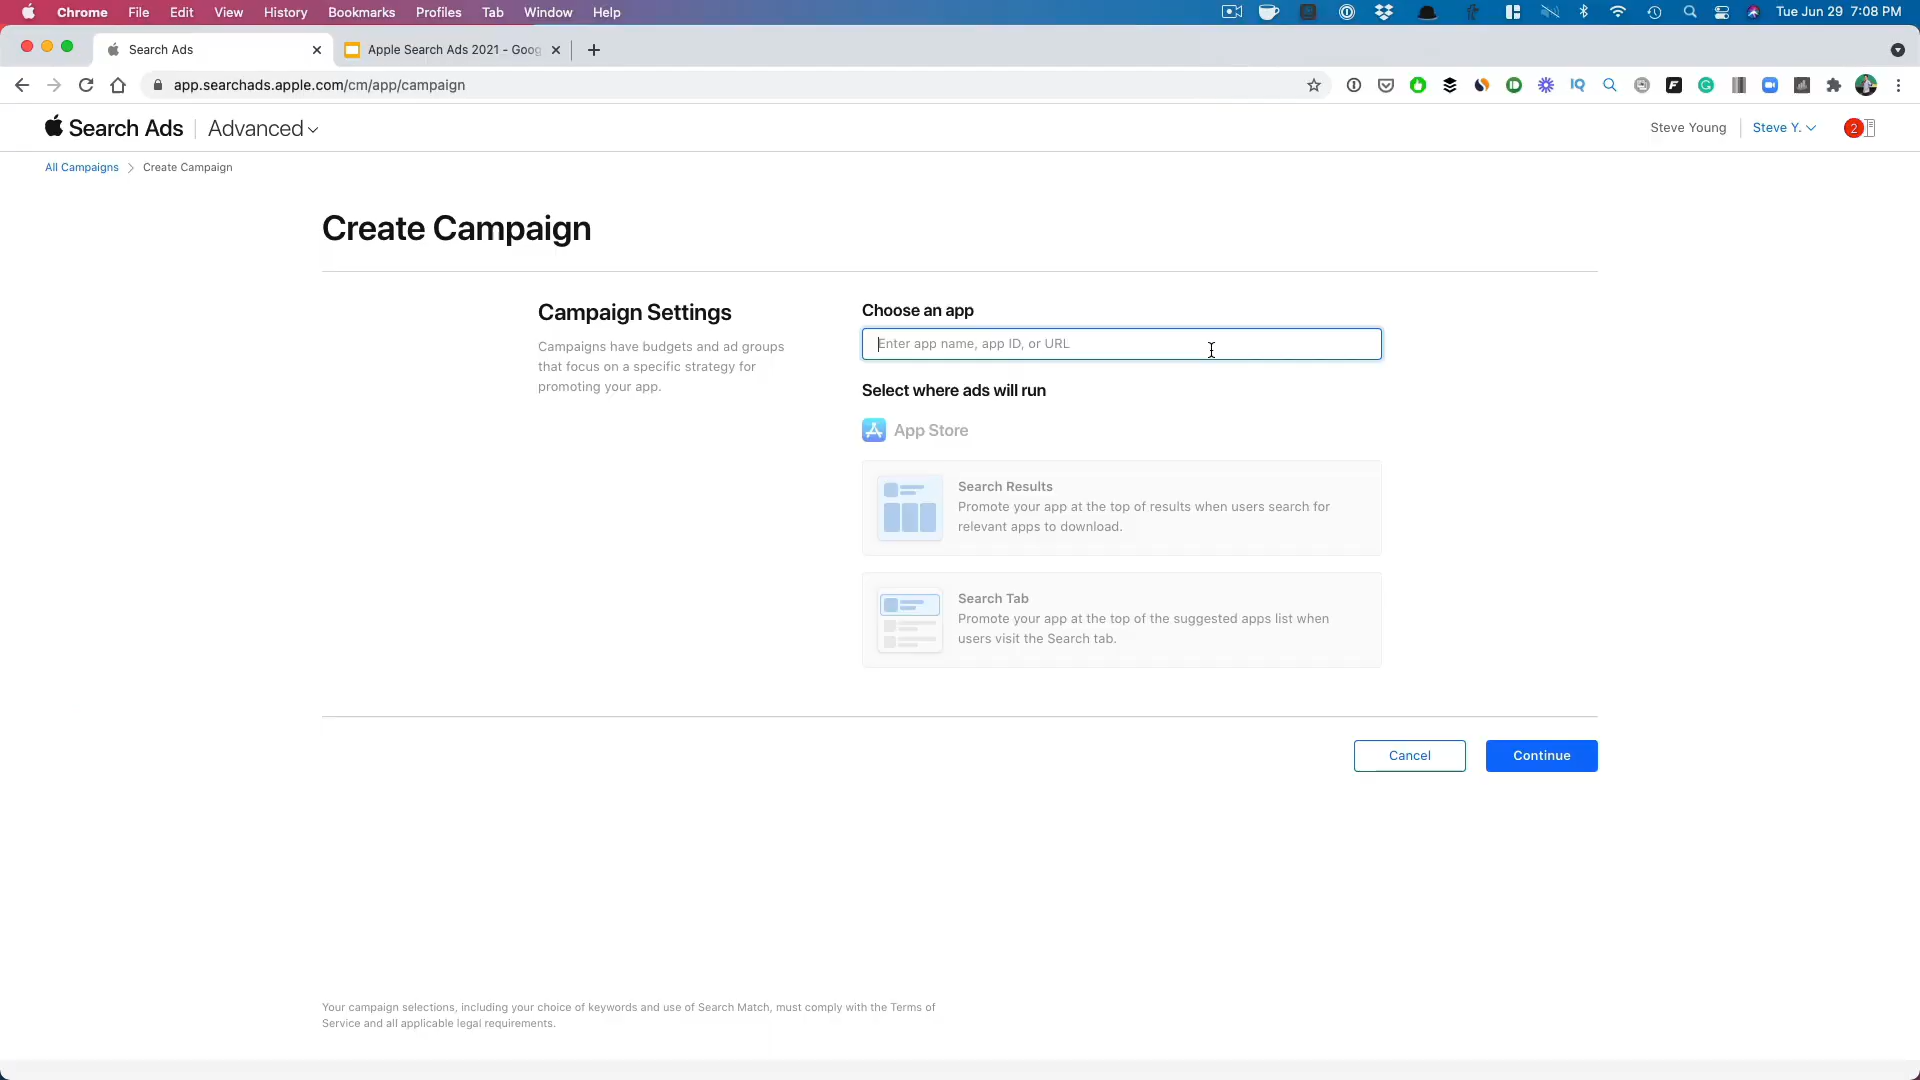 Chrome File Edit View History Bookmarks Profiles Tab Window Help
Tue Jun 29 7:08 PM
Search Ads
Apple Search Ads 2021 - Goog
app.searchads.apple.com/cm/app/campaign
Search Ads Advanced
Steve Young
Steve Y.
2
All Campaigns
Create Campaign
Create Campaign
Campaign Settings
Campaigns have budgets and ad groups
that focus on a specific strategy for
promoting your app.
Choose an app
Enter app name, app ID, or URL
Select where ads will run
App Store
Search Results
Promote your app at the top of results when users search for
relevant apps to download.
Search Tab
Promote your app at the top of the suggested apps list when
users visit the Search tab.
Cancel
Continue
Your campaign selections, including your choice of keywords and use of Search Match, must comply with the Terms of
Service and all applicable legal requirements.